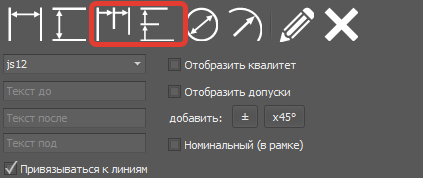 js12
Отобразить квалитет
Текст до
Отобразить допуски
Текст после
добавить: ± x45°
Текст под
Номинальный (в рамке)
Привязываться к линиям